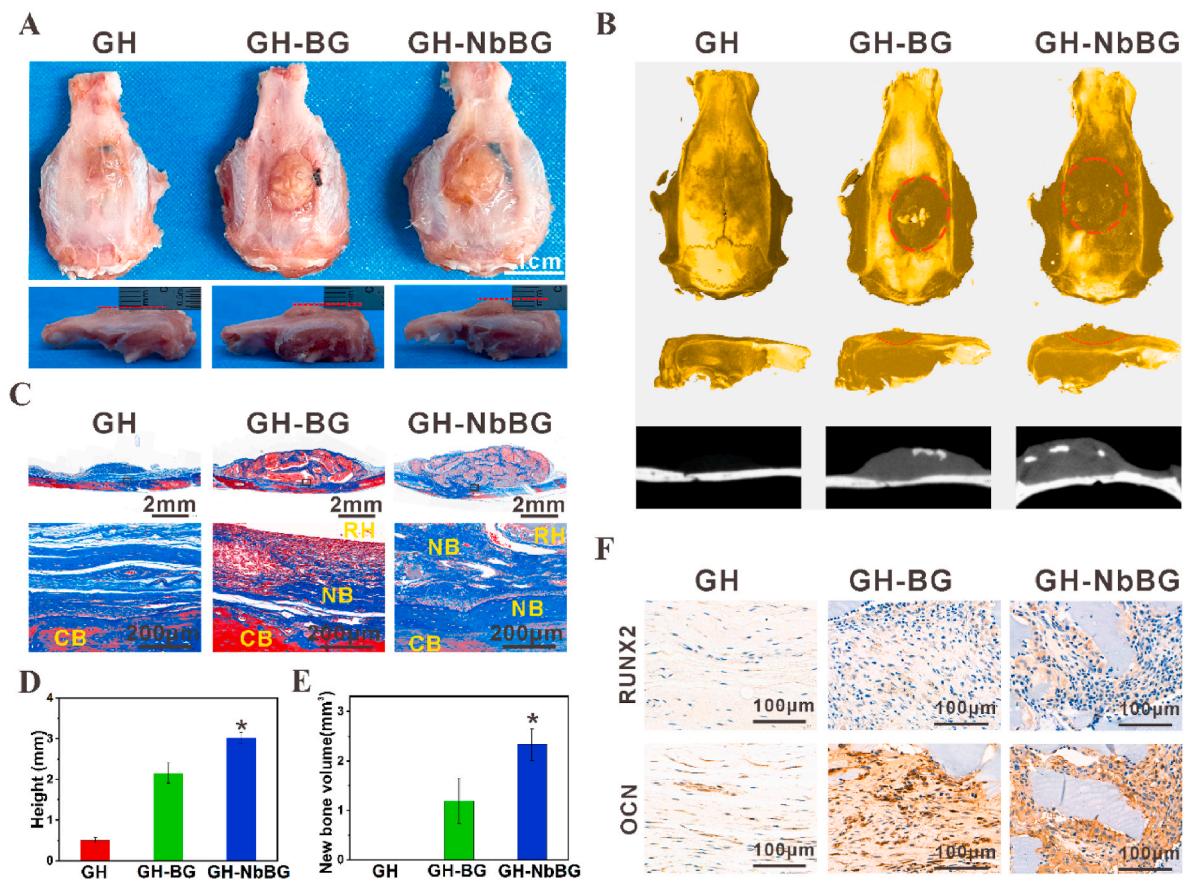 A
GH
GH-BG
GH-NbBG
1cm
mm
C
mm
C
mm
C
B
GH
GH-BG
GH-NbBG
C
GH
GH-BG
GH-NbBG
2mm
2mm
2mm
CB
200μm
RH
NB
200μm
NB
RH
NB
CB
200μm
D
Height (mm)
4
3
2
1
0
*
GH
GH-BG
GH-NbBG
E
New bone volume(mm³)
3
2
1
0
*
GH
GH-BG
GH-NbBG
F
GH
GH-BG
GH-NbBG
RUNX2
100μm
100μm
100μm
OCN
100μm
100μm
100μm